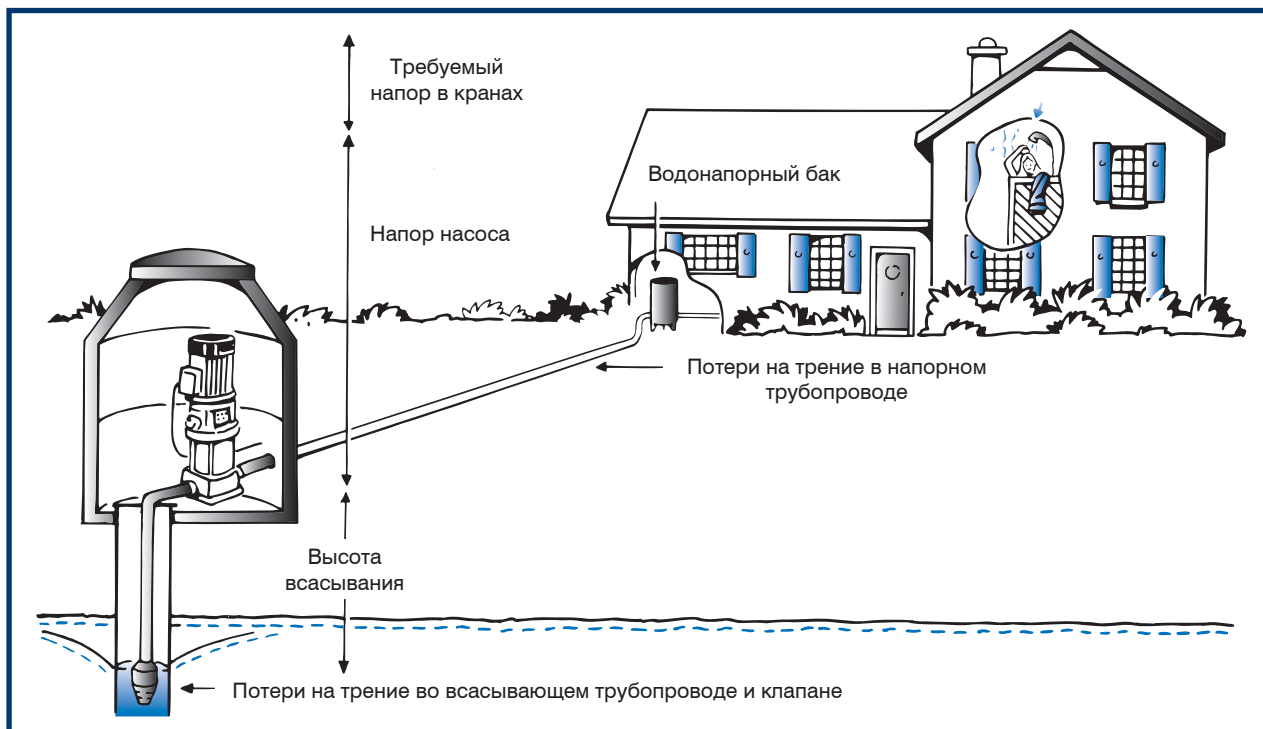 Требуемый
напор в кранах
Водонапорный бак
Напор насоса
Потери на трение в напорном
трубопроводе
Высота
всасывания
Потери на трение во всасывающем трубопроводе и клапане